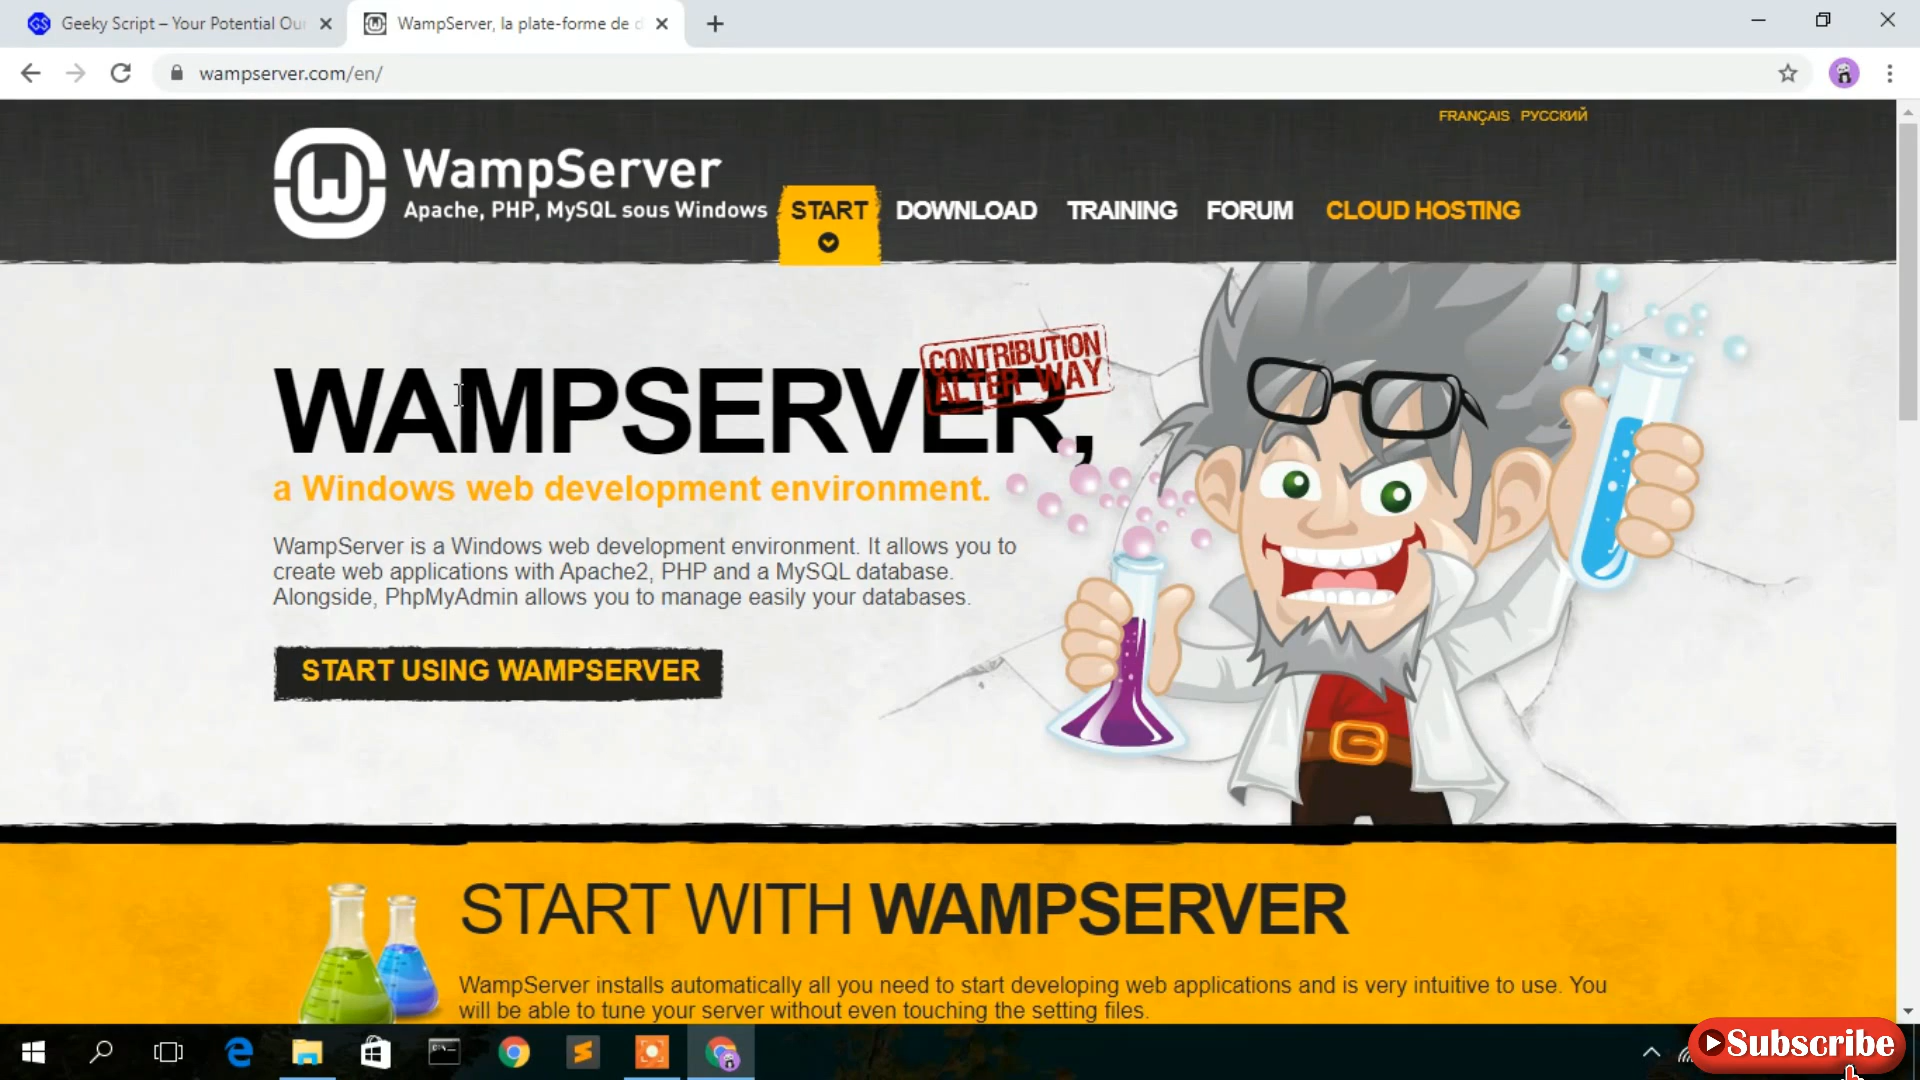 Geeky Script – Your Potential Our
WampServer, la plate-forme de d
wampserver.com/en/
FRANÇAIS РУССКИЙ
WampServer
Apache, PHP, MySQL sous Windows
START
DOWNLOAD
TRAINING
FORUM
CLOUD HOSTING
CONTRIBUTION
ALTER WAY
WAMPSERVER,
a Windows web development environment.
WampServer is a Windows web development environment. It allows you to
create web applications with Apache2, PHP and a MySQL database.
Alongside, PhpMyAdmin allows you to manage easily your databases.
START USING WAMPSERVER
START WITH WAMPSERVER
WampServer installs automatically all you need to start developing web applications and is very intuitive to use. You
will be able to tune your server without even touching the setting files.
Subscribe